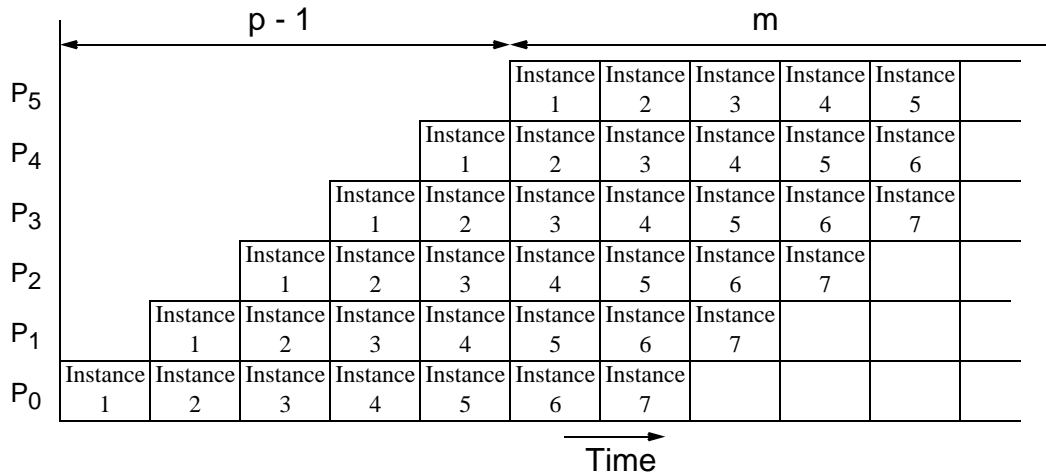 p - 1 m
Instance Instance Instance Instance Instance
P5 1 2 3 4 5
Instance Instance Instance Instance Instance Instance
P4 1 2 3 4 5 6
Instance Instance Instance Instance Instance Instance Instance
P3 1 2 3 4 5 6 7
Instance Instance Instance Instance Instance Instance Instance
P2 1 2 3 4 5 6 7
Instance Instance Instance Instance Instance Instance Instance
P1 1 2 3 4 5 6 7
Instance Instance Instance Instance Instance Instance Instance
P0 1 2 3 4 5 6 7
Time